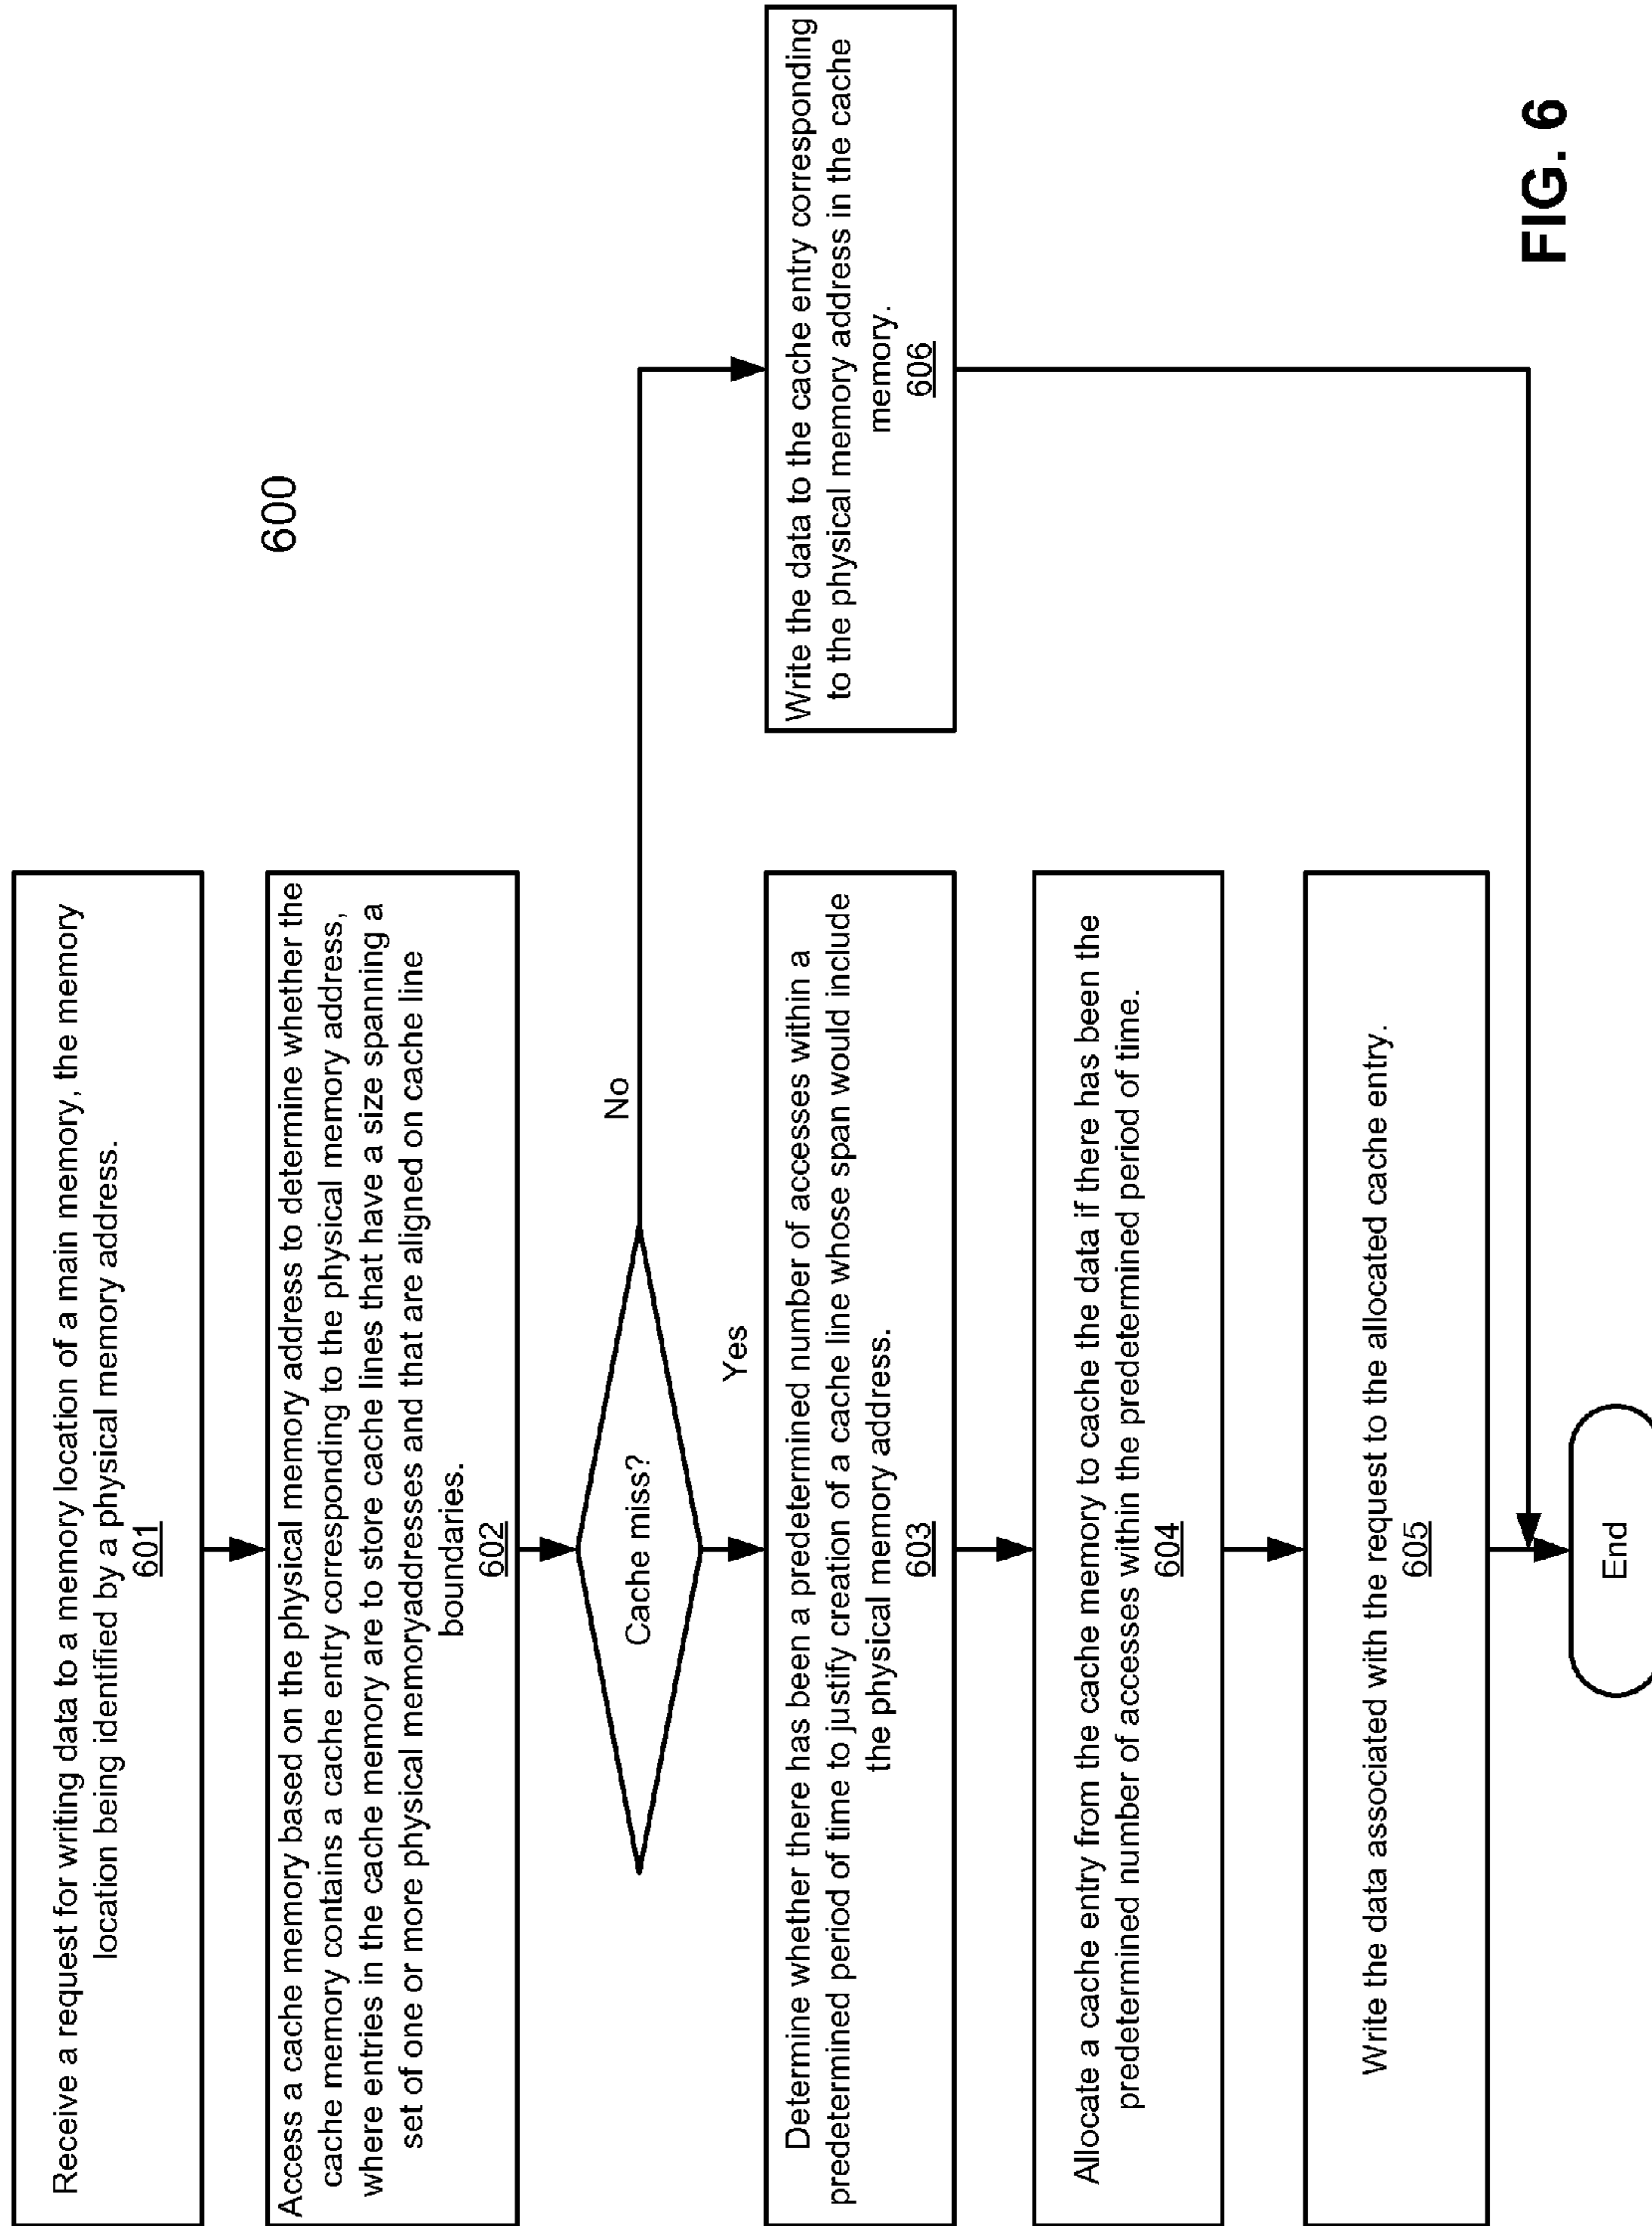 600
Receive a request for writing data to a memory location of a main memory, the memory
location being identified by a physical memory address.
601
Access a cache memory based on the physical memory address to determine whether the
cache memory contains a cache entry corresponding to the physical memory address,
where entries in the cache memory are to store cache lines that have a size spanning a
set of one or more physical memoryaddresses and that are aligned on cache line
boundaries.
602
Cache miss?
No
Yes
Determine whether there has been a predetermined number of accesses within a
predetermined period of time to justify creation of a cache line whose span would include
the physical memory address.
603
Write the data to the cache entry corresponding
to the physical memory address in the cache
memory.
606
Allocate a cache entry from the cache memory to cache the data if there has been the
predetermined number of accesses within the predetermined period of time.
604
Write the data associated with the request to the allocated cache entry.
605
End
FIG. 6